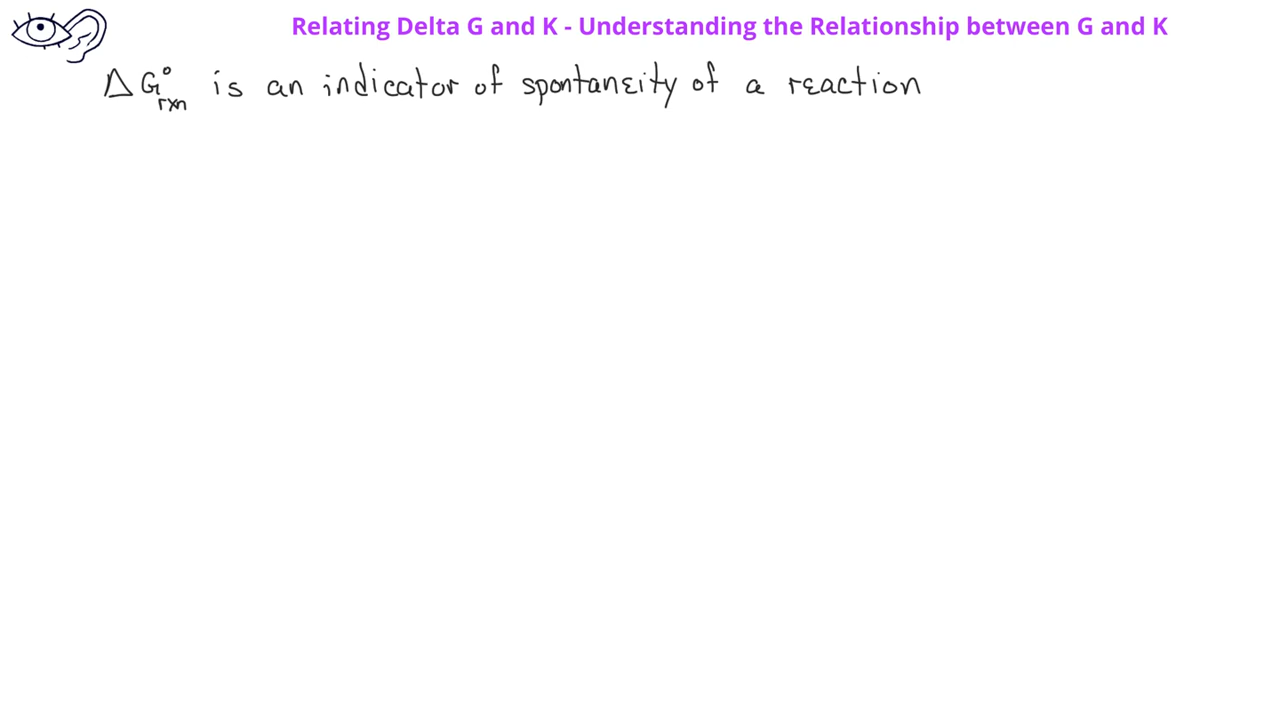 Relating Delta G and K - Understanding the Relationship between G and K
ΔG°rxn is an indicator of spontaneity of a reaction